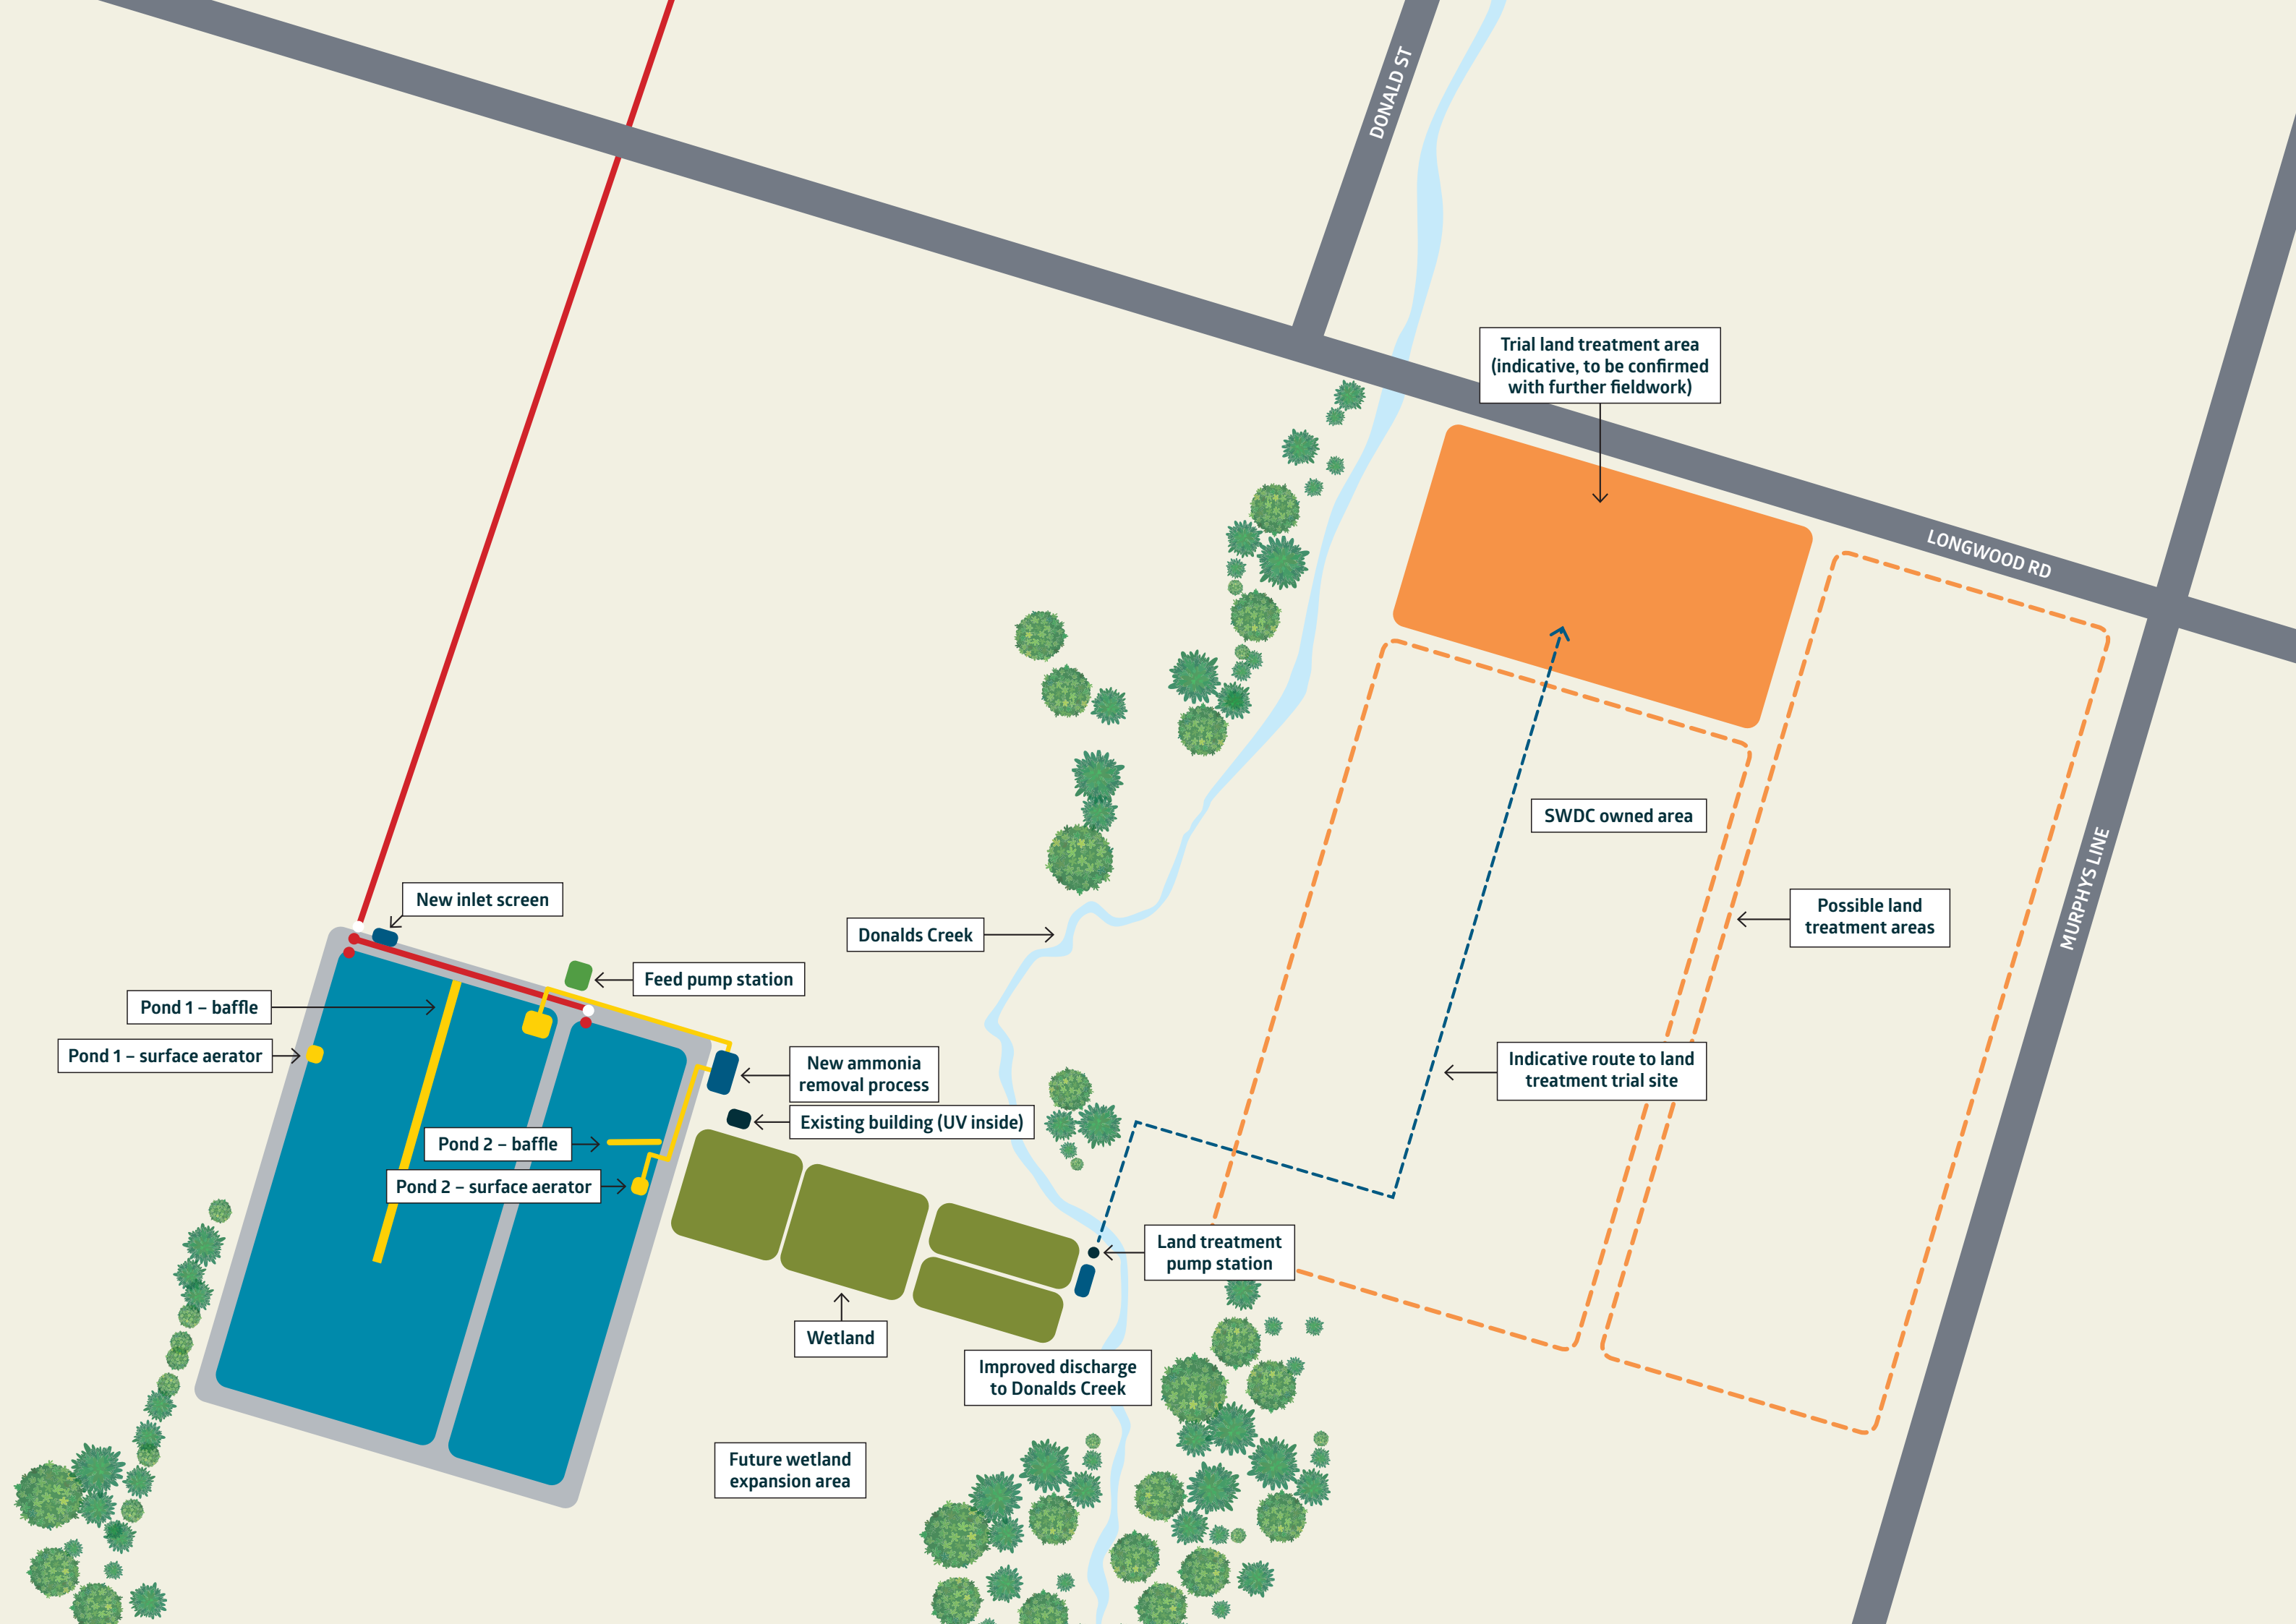 DONALD ST
Trial land treatment area
(indicative, to be confirmed
with further fieldwork)
LONGWOOD RD
SWDC owned area
MURPHYS LINE
New inlet screen
Possible land
treatment areas
Donalds Creek
Feed pump station
Pond 1 – baffle
Pond 1 – surface aerator
New ammonia
removal process
Indicative route to land
treatment trial site
Existing building (UV inside)
Pond 2 – baffle
Pond 2 – surface aerator
Land treatment
pump station
Wetland
Improved discharge
to Donalds Creek
Future wetland
expansion area